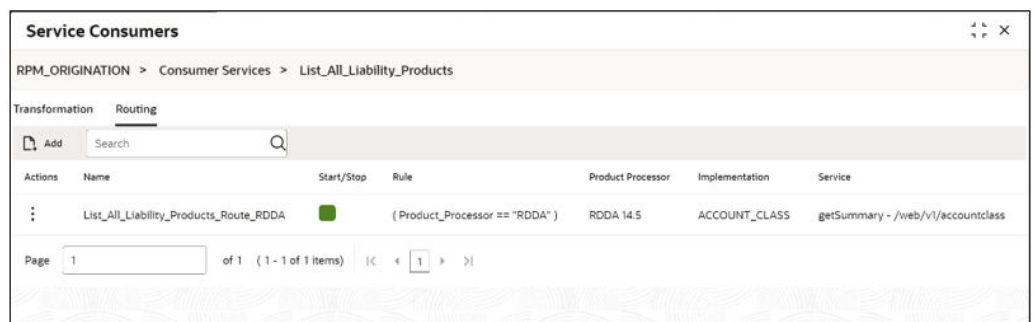 Service Consumers
RPM_ORIGINATION > Consumer Services > List_All_Liability_Products
Transformation Routing
Add Search
Actions Name Start/Stop Rule Product Processor Implementation Service
List_All_Liability_Products_Route_RDDA ( Product_Processor == "RDDA" ) RDDA 14.5 ACCOUNT_CLASS getSummary - /web/v1/accountclass
Page 1 of 1 ( 1 - 1 of 1 items) 1